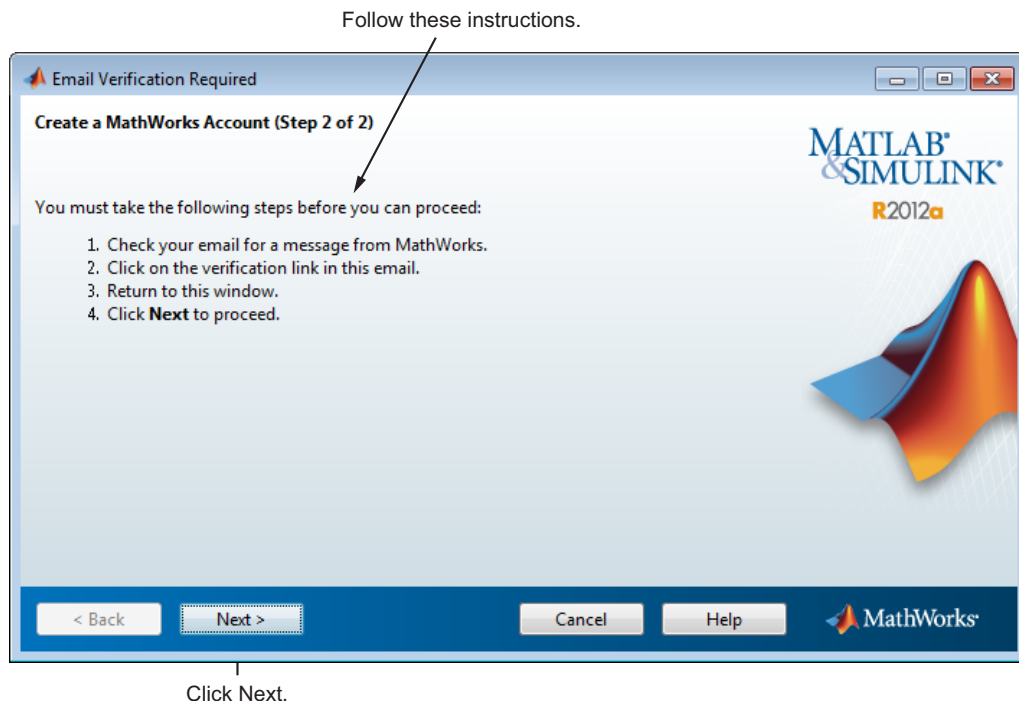 Follow these instructions.
Email Verification Required
Create a MathWorks Account (Step 2 of 2)
MATLAB®
&SIMULINK®
R2012a
You must take the following steps before you can proceed:
1. Check your email for a message from MathWorks.
2. Click on the verification link in this email.
3. Return to this window.
4. Click Next to proceed.
< Back
Next >
Cancel
Help
MathWorks®
Click Next.